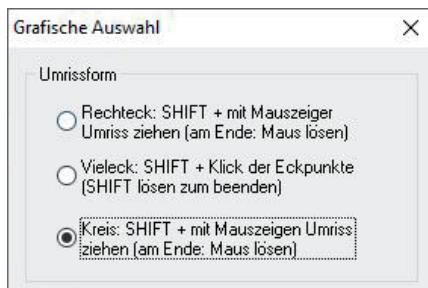 Grafische Auswahl
Umrissform
Rechteck: SHIFT + mit Mauszeiger
Umriss ziehen (am Ende: Maus lösen)
Vieleck: SHIFT + Klick der Eckpunkte
(SHIFT lösen zum beenden)
Kreis: SHIFT + mit Mauszeigen Umriss
ziehen (am Ende: Maus lösen)